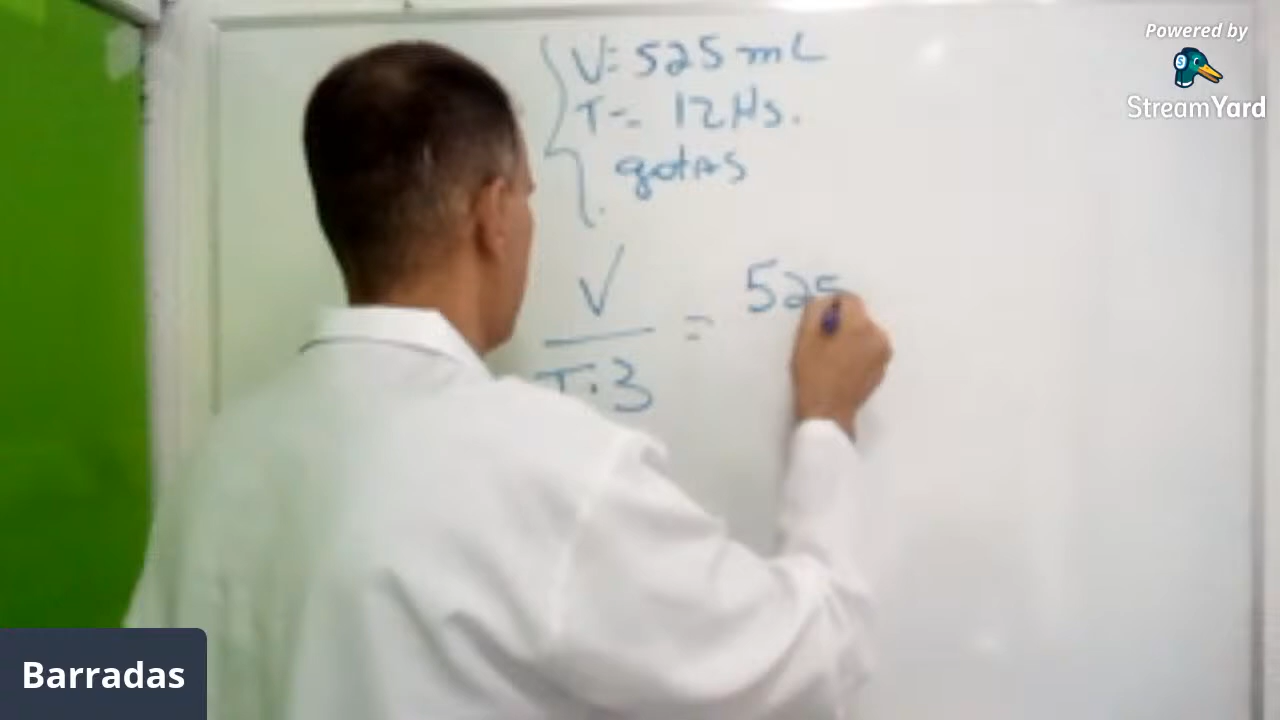 Powered by
StreamYard
V: 525 mL
T-. 12 Hs.
gotas
V
= 525
T.3
Barradas